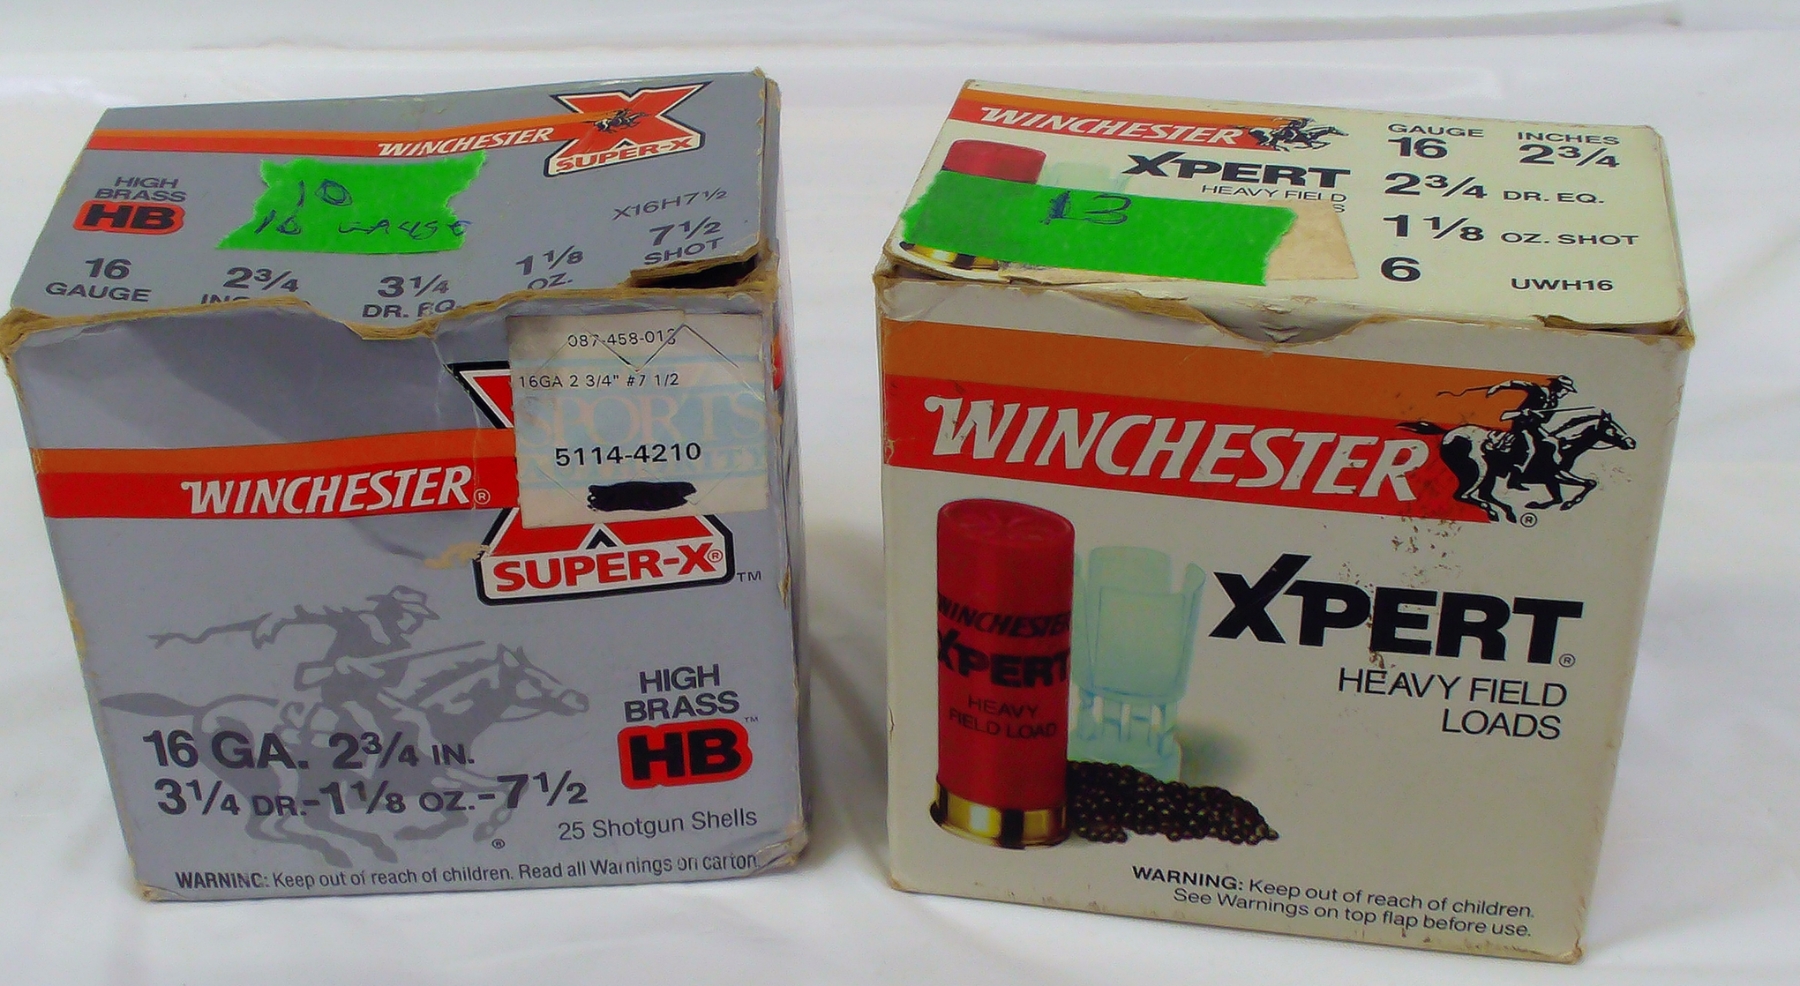 WINCHESTER
SUPER-X
HIGH
BRASS
HB
10
16 GAUGE
X16H7½
7½
SHOT
16
GAUGE
2¾
3¼
DR. EQ.
1⅛
OZ.
087-458-01
16GA 2 3/4" #7 1/2
SPORTS
5114-4210
WINCHESTER®
SUPER-X®
TM
HIGH
BRASS
HB™
16 GA. 2¾ IN.
3¼ DR.-1⅛ OZ.-7½
25 Shotgun Shells
®
WARNING: Keep out of reach of children. Read all Warnings on carton.
WINCHESTER
XPERT
HEAVY FIELD
13
GAUGE INCHES
16 2¾
2¾ DR. EQ.
1⅛ OZ. SHOT
6 UWH16
WINCHESTER
®
WINCHESTER
XPERT
HEAVY
FIELD LOAD
XPERT®
HEAVY FIELD
LOADS
WARNING: Keep out of reach of children.
See Warnings on top flap before use.